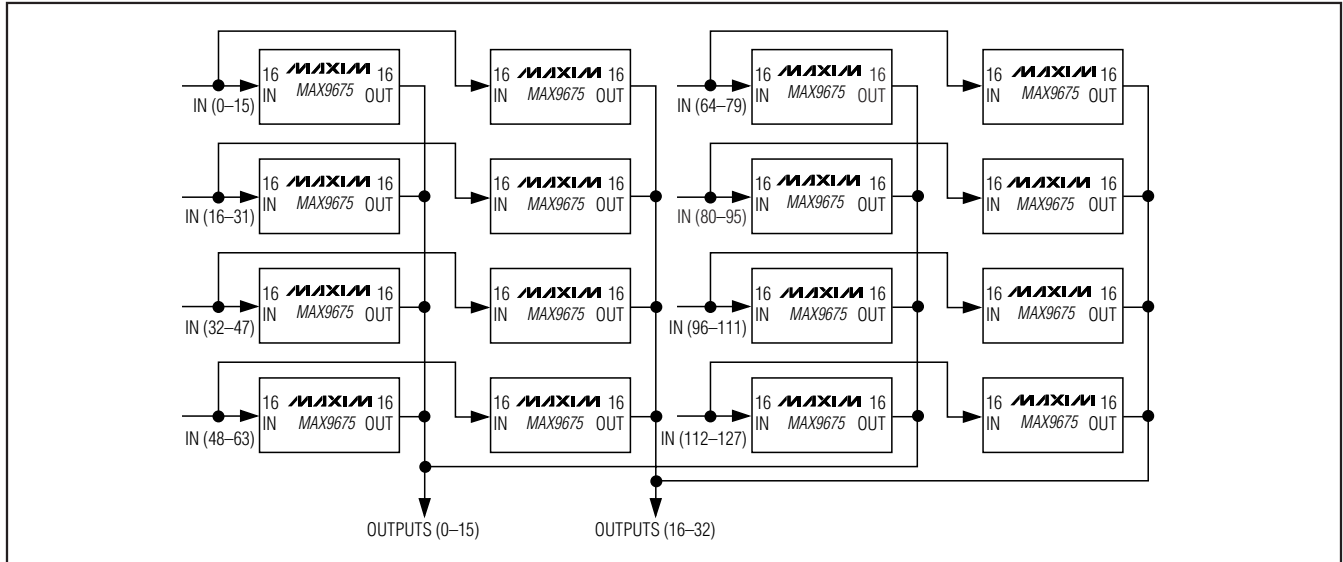 16 MAXIM 16
IN MAX9675 OUT
IN (0–15)
16 MAXIM 16
IN MAX9675 OUT
16 MAXIM 16
IN MAX9675 OUT
IN (64–79)
16 MAXIM 16
IN MAX9675 OUT
16 MAXIM 16
IN MAX9675 OUT
IN (16–31)
16 MAXIM 16
IN MAX9675 OUT
16 MAXIM 16
IN MAX9675 OUT
IN (80–95)
16 MAXIM 16
IN MAX9675 OUT
16 MAXIM 16
IN MAX9675 OUT
IN (32–47)
16 MAXIM 16
IN MAX9675 OUT
16 MAXIM 16
IN MAX9675 OUT
IN (96–111)
16 MAXIM 16
IN MAX9675 OUT
16 MAXIM 16
IN MAX9675 OUT
IN (48–63)
16 MAXIM 16
IN MAX9675 OUT
16 MAXIM 16
IN MAX9675 OUT
IN (112–127)
16 MAXIM 16
IN MAX9675 OUT
OUTPUTS (0–15)
OUTPUTS (16–32)